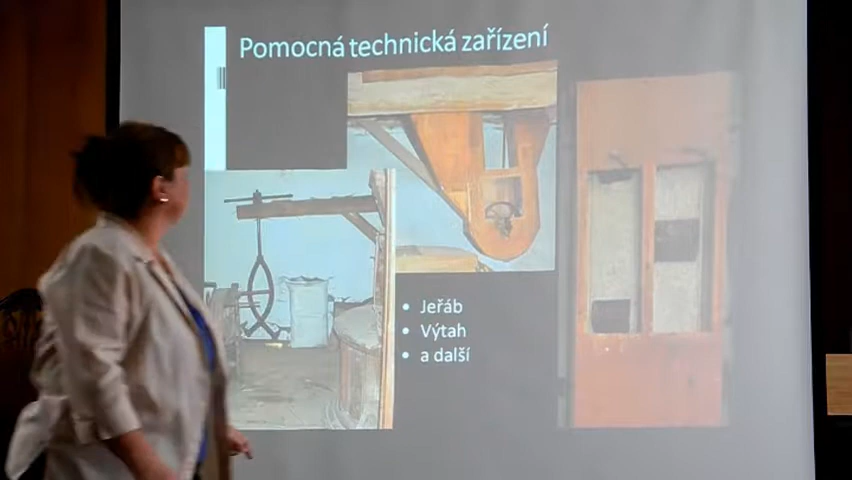 Pomocná technická zařízení
• Jeřáb
• Výtah
• a další